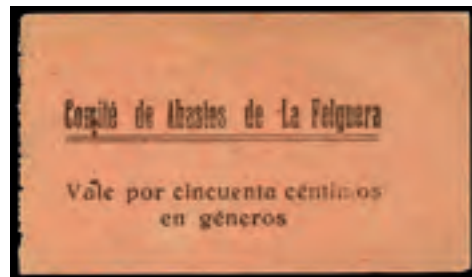 Comité de Abastos de La Felguera
Vale por cincuenta céntimos
en géneros